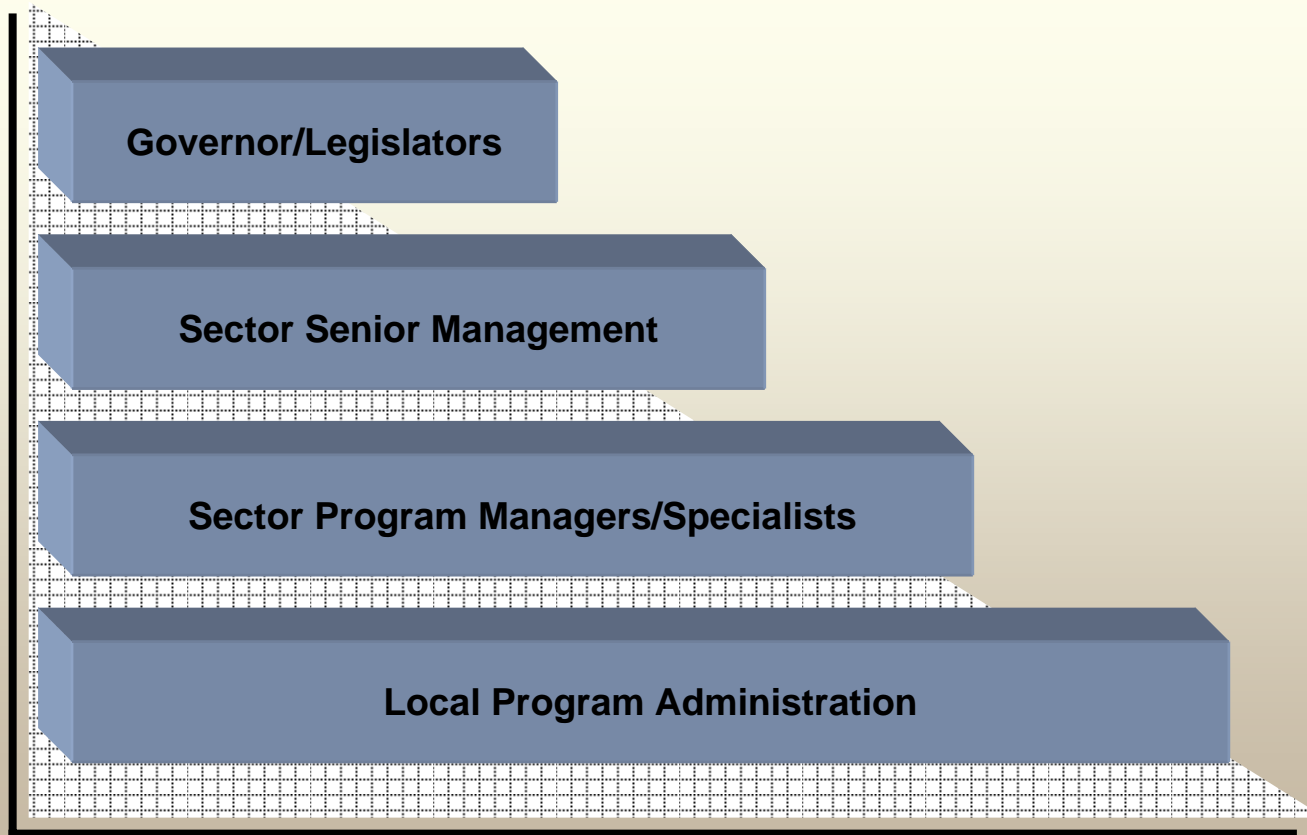 Governor/Legislators
Sector Senior Management
Sector Program Managers/Specialists
Local Program Administration